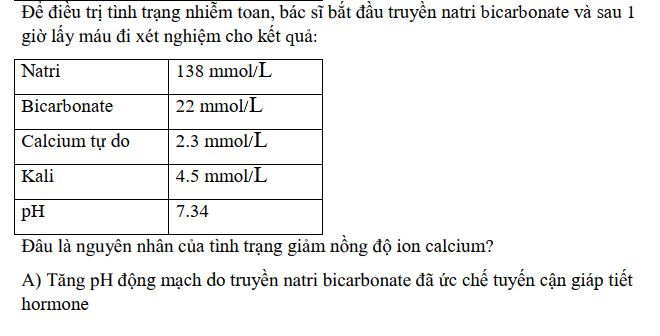 Để điều trị tình trạng nhiễm toan, bác sĩ bắt đầu truyền natri bicarbonate và sau 1
giờ lấy máu đi xét nghiệm cho kết quả:
Natri 138 mmol/L
Bicarbonate 22 mmol/L
Calcium tự do 2.3 mmol/L
Kali 4.5 mmol/L
pH 7.34
Đâu là nguyên nhân của tình trạng giảm nồng độ ion calcium?
A) Tăng pH động mạch do truyền natri bicarbonate đã ức chế tuyến cận giáp tiết
hormone